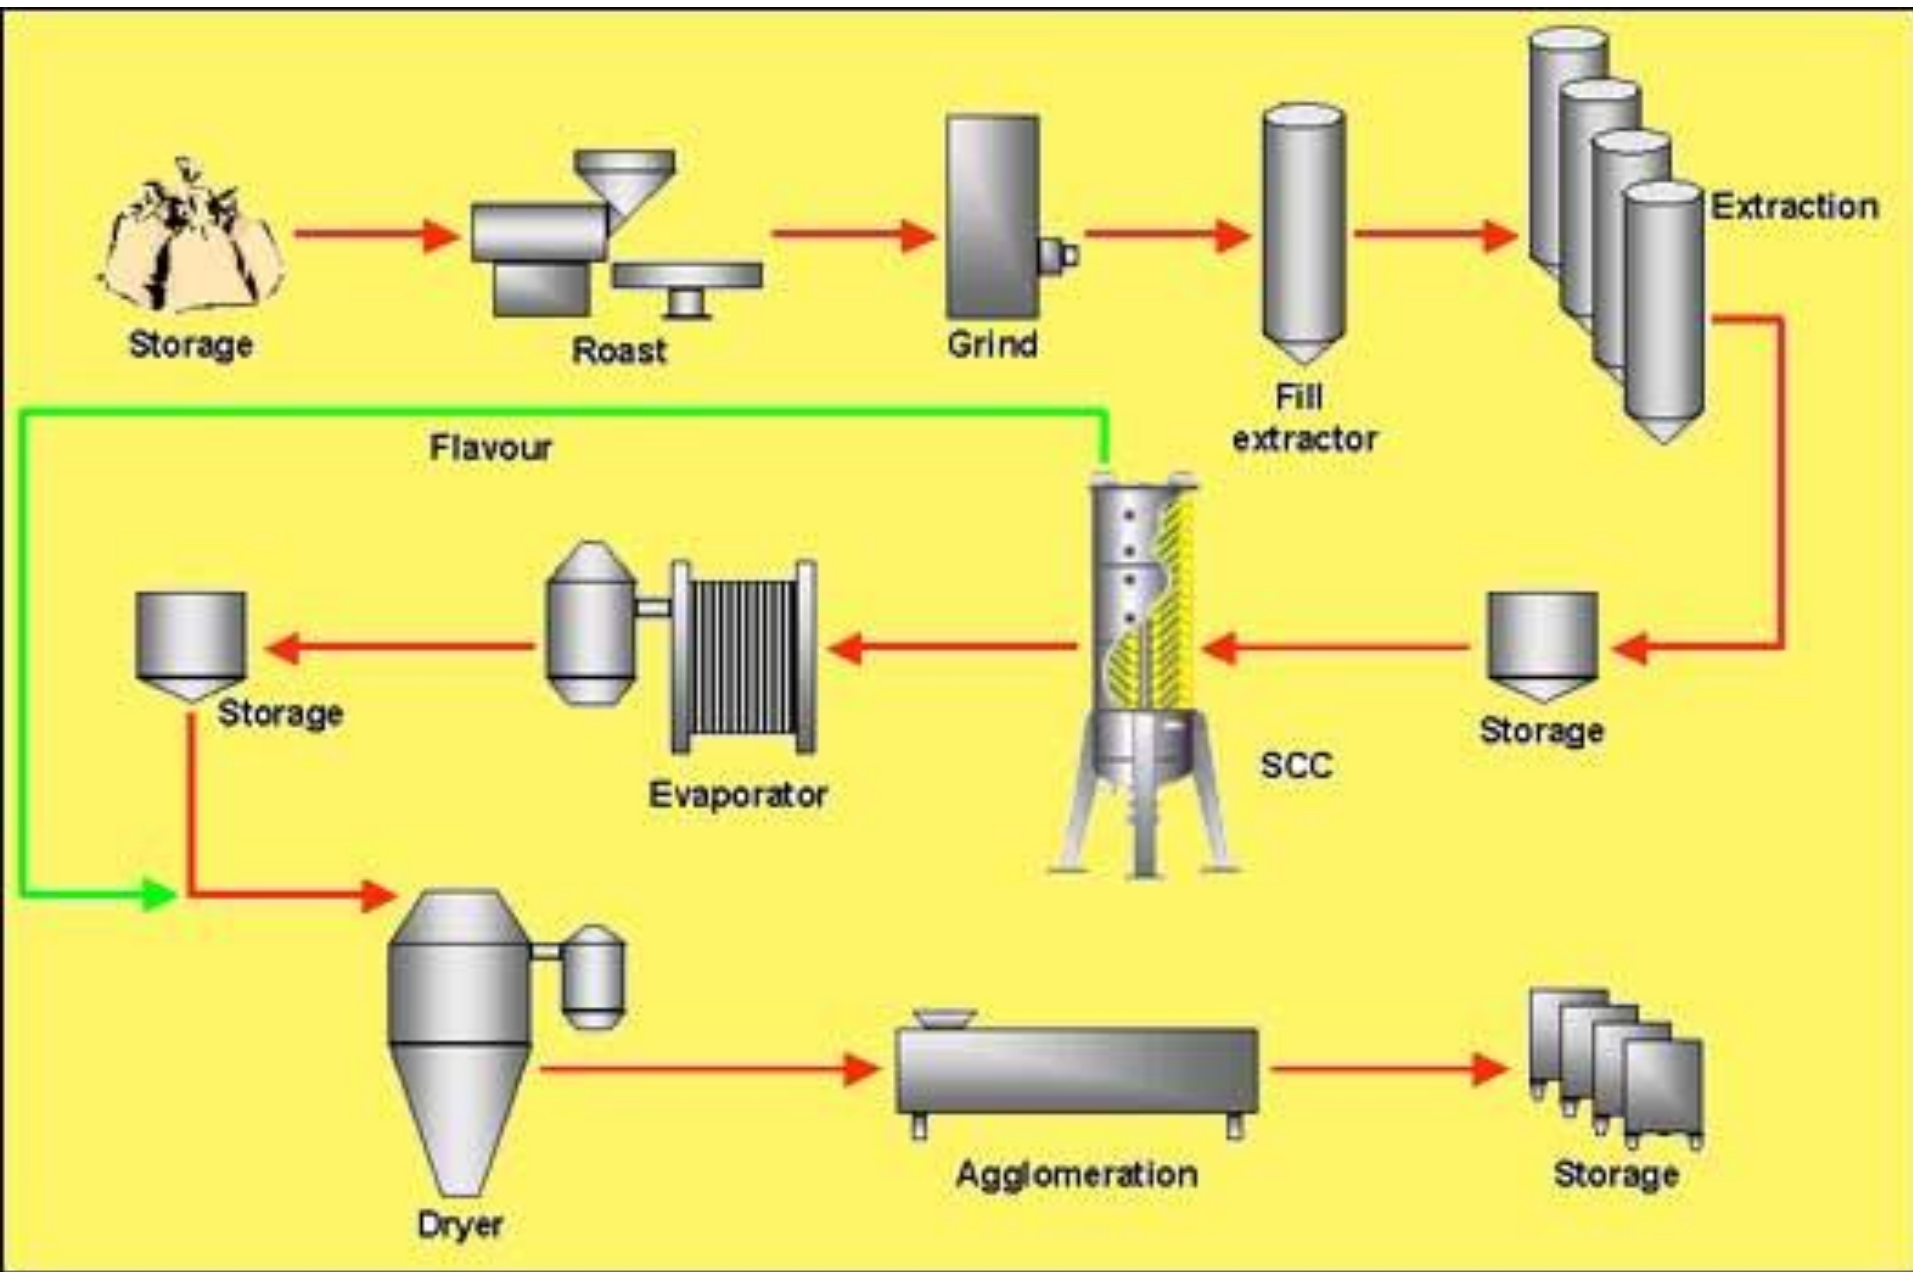 Extraction
Storage
Roast
Grind
Fill
extractor
Flavour
Storage
Evaporator
SCC
Storage
Dryer
Agglomeration
Storage